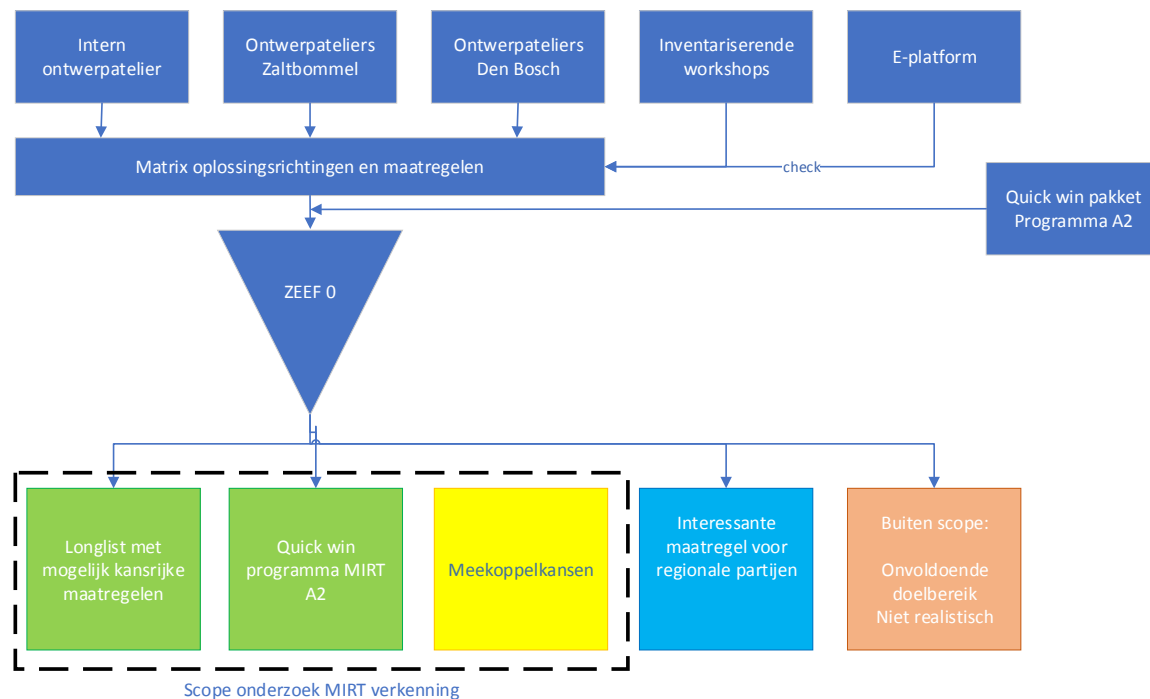 Intern
ontwerpatelier
Ontwerpateliers
Zaltbommel
Ontwerpateliers
Den Bosch
Inventariserende
workshops
E-platform
Matrix oplossingsrichtingen en maatregelen
check
Quick win pakket
Programma A2
ZEEF 0
Longlist met
mogelijk kansrijke
maatregelen
Quick win
programma MIRT
A2
Meekoppelkansen
Interessante
maatregel voor
regionale partijen
Buiten scope:
Onvoldoende
doelbereik
Niet realistisch
Scope onderzoek MIRT verkenning